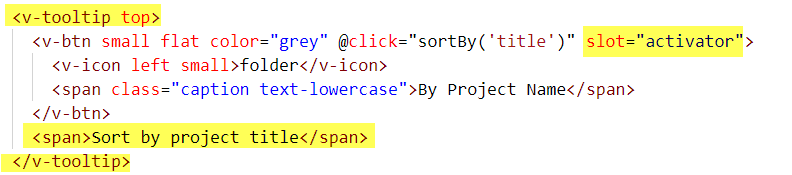 <v-tooltip top>
<v-btn small flat color="grey" @click="sortBy('title')" slot="activator">
<v-icon left small>folder</v-icon>
<span class="caption text-lowercase">By Project Name</span>
</v-btn>
<span>Sort by project title</span>
</v-tooltip>